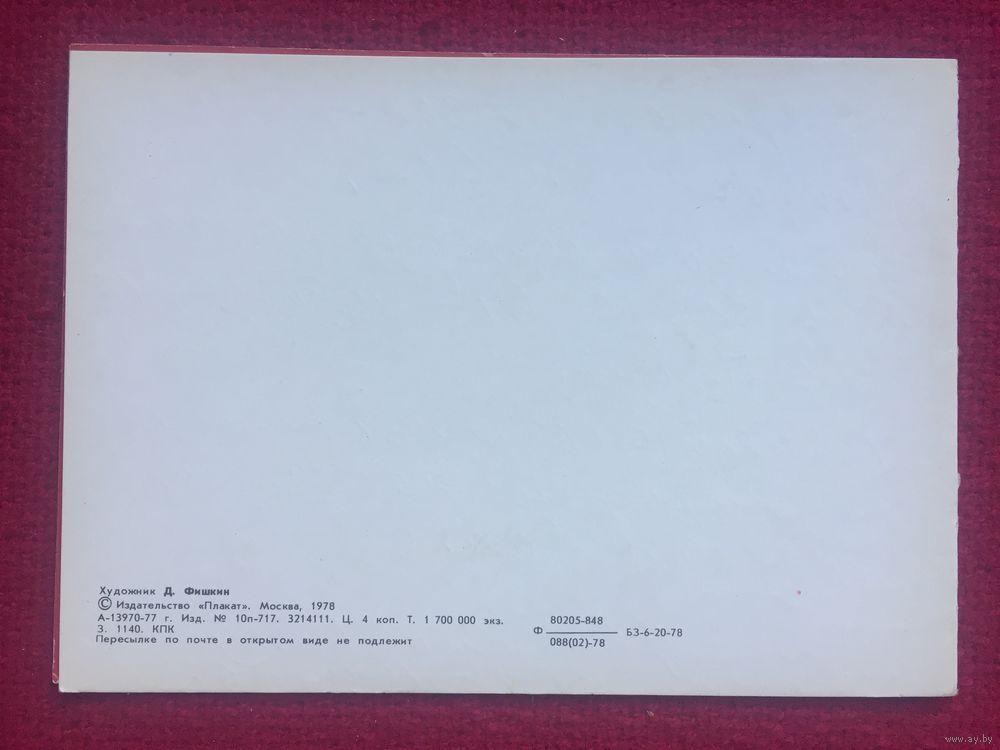 Художник Д. Фишкин
© Издательство «Плакат». Москва, 1978
А-13970-77 г. Изд. № 10п-717. 3214111. Ц. 4 коп. Т. 1 700 000 экз.
З. 1140. КПК
Пересылке по почте в открытом виде не подлежит
80205-848
Ф БЗ-6-20-78
088(02)-78
www.ay.by